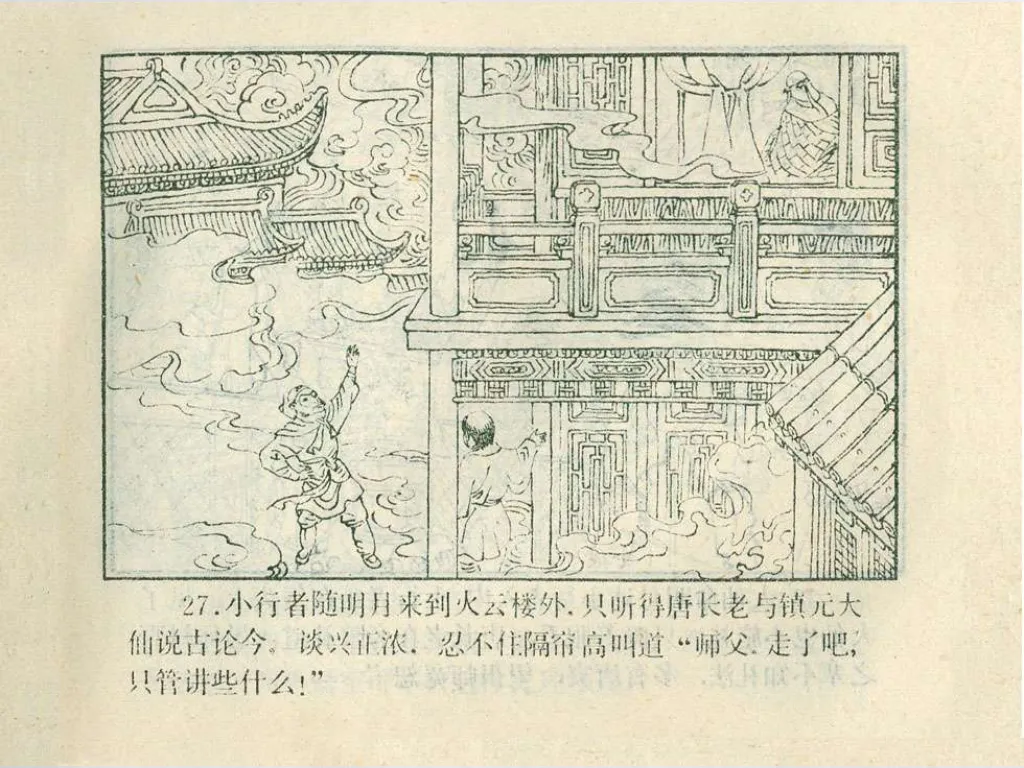 27.小行者随明月来到火云楼外，只听得唐长老与镇元大
仙说古论今。谈兴正浓，忍不住隔帘高叫道“师父，走了吧，
只管讲些什么！”